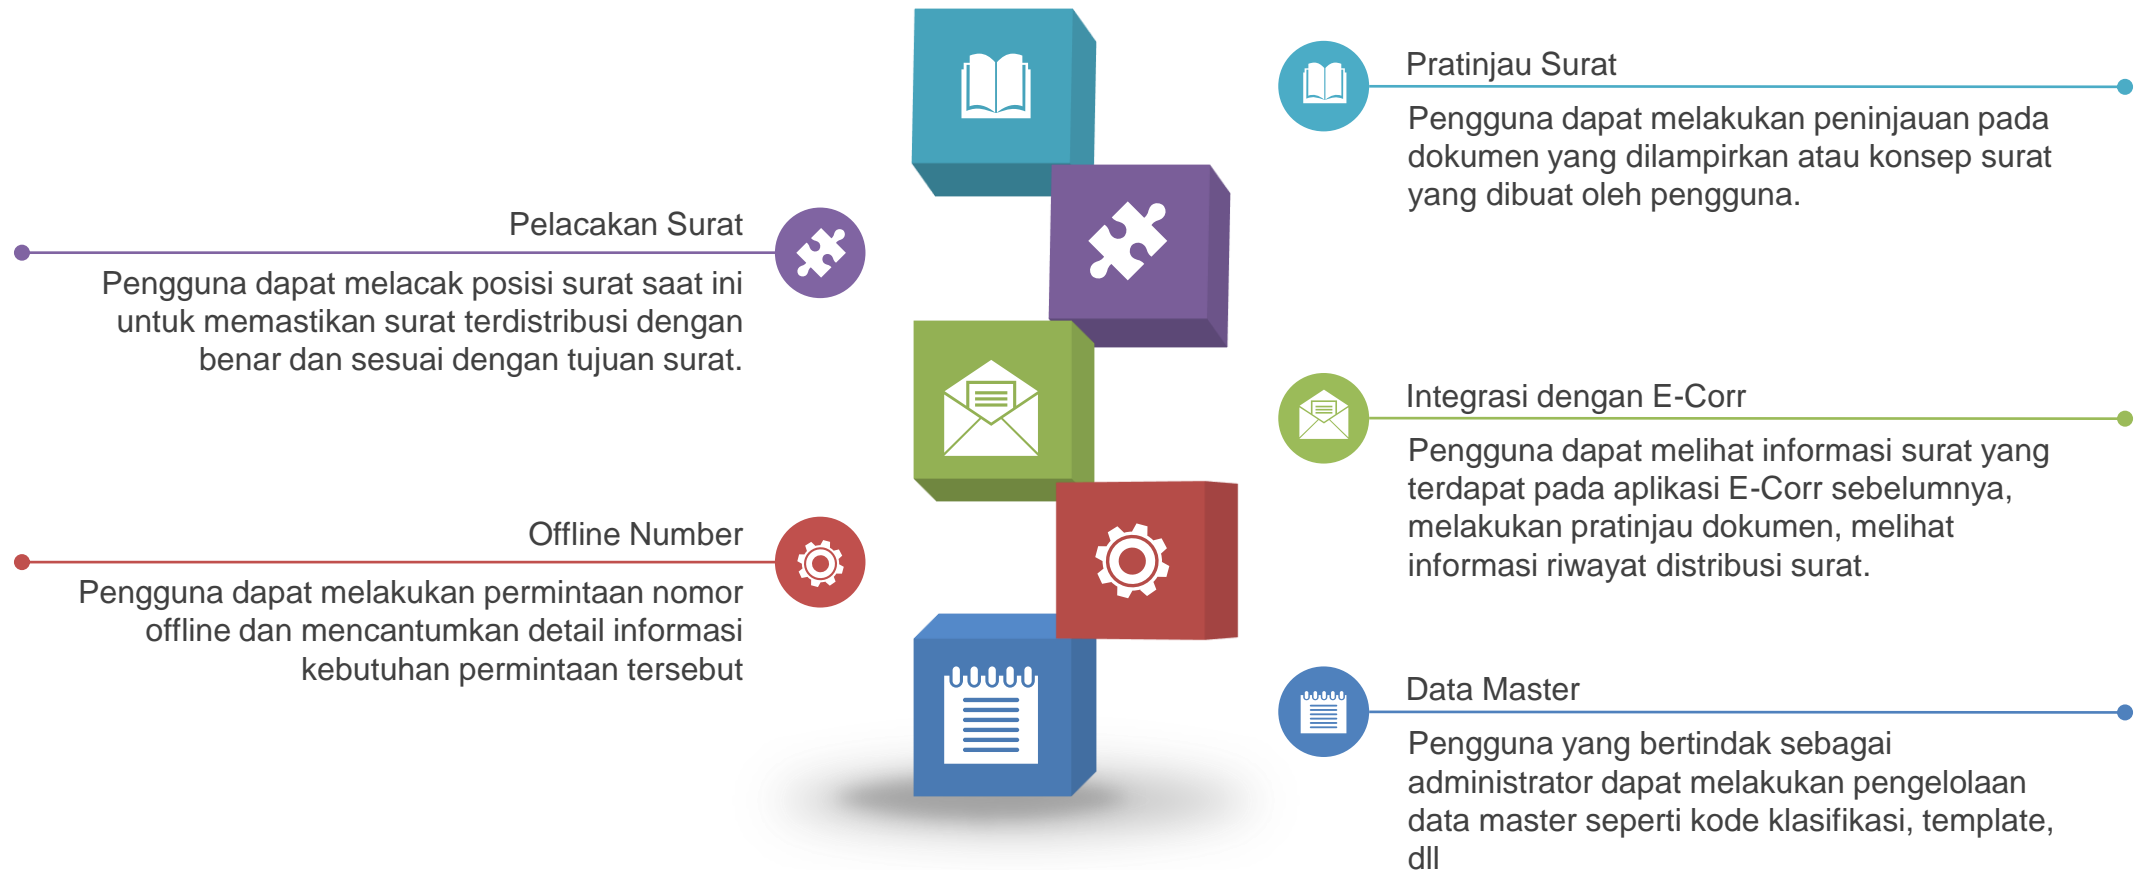 Pratinjau Surat
Pengguna dapat melakukan peninjauan pada
dokumen yang dilampirkan atau konsep surat
yang dibuat oleh pengguna.
Pelacakan Surat
Pengguna dapat melacak posisi surat saat ini
untuk memastikan surat terdistribusi dengan
benar dan sesuai dengan tujuan surat.
Integrasi dengan E-Corr
Pengguna dapat melihat informasi surat yang
terdapat pada aplikasi E-Corr sebelumnya,
melakukan pratinjau dokumen, melihat
informasi riwayat distribusi surat.
Offline Number
Pengguna dapat melakukan permintaan nomor
offline dan mencantumkan detail informasi
kebutuhan permintaan tersebut
Data Master
Pengguna yang bertindak sebagai
administrator dapat melakukan pengelolaan
data master seperti kode klasifikasi, template,
dll